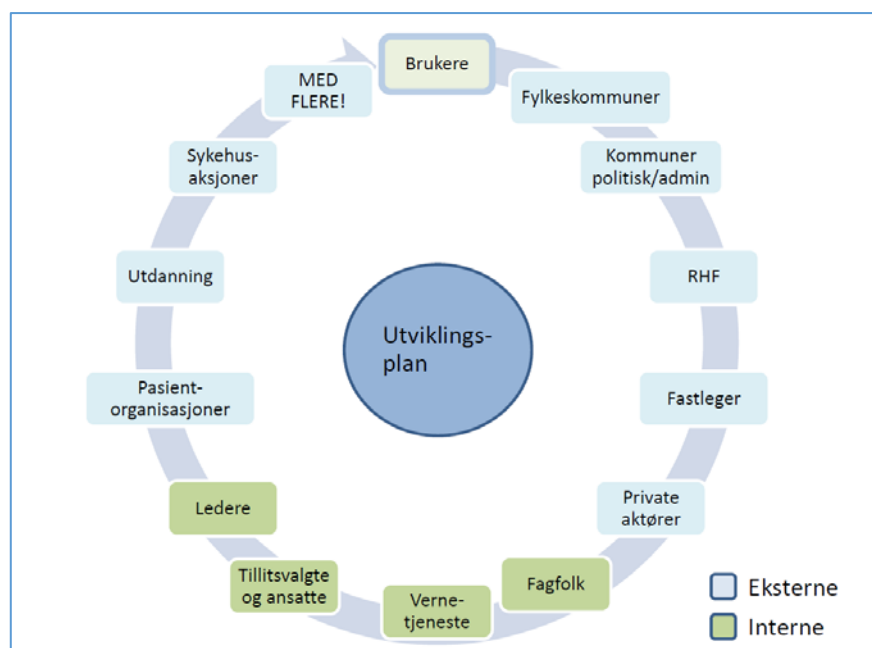 Brukere
Fylkeskommuner
Kommuner
politisk/admin
RHF
Fastleger
Private
aktører
Fagfolk
Verne-
tjeneste
Tillitsvalgte
og ansatte
Ledere
Pasient-
organisasjoner
Utdanning
Sykehus-
aksjoner
MED
FLERE!
Utviklings-
plan
Eksterne
Interne